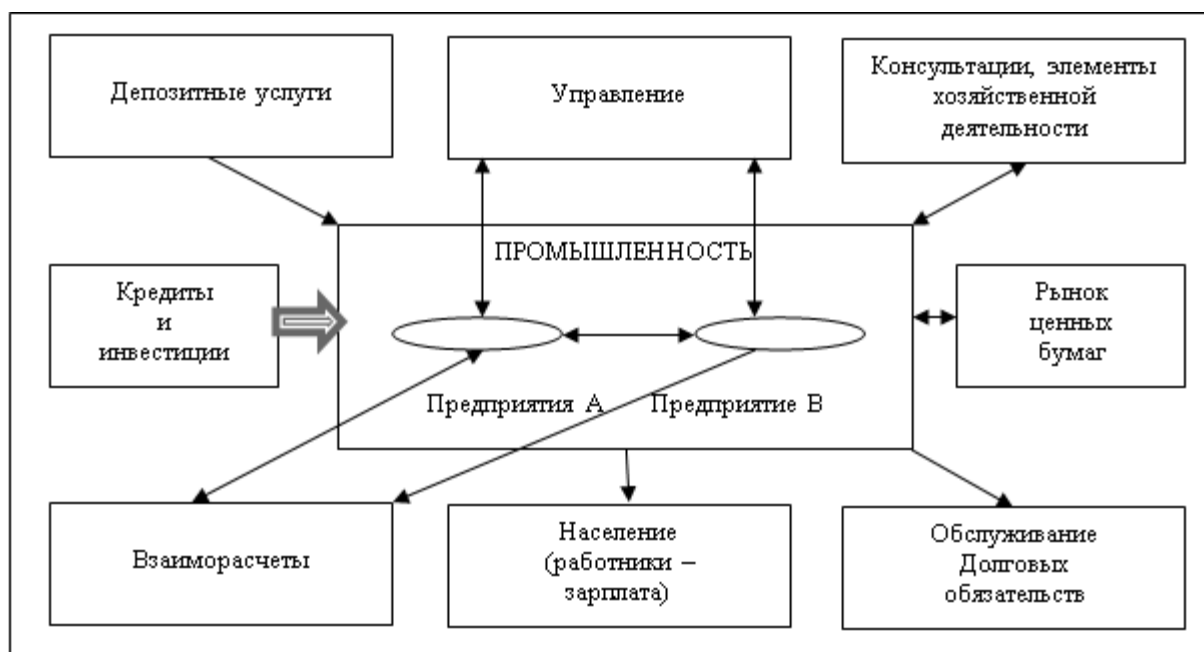 Депозитные услуги
Управление
Консультации, элементы
хозяйственной
деятельности
ПРОМЫШЛЕННОСТЬ
Кредиты
и
инвестиции
Рынок
ценных
бумаг
Предприятия А
Предприятие В
Взаиморасчеты
Население
(работники –
зарплата)
Обслуживание
Долговых
обязательств